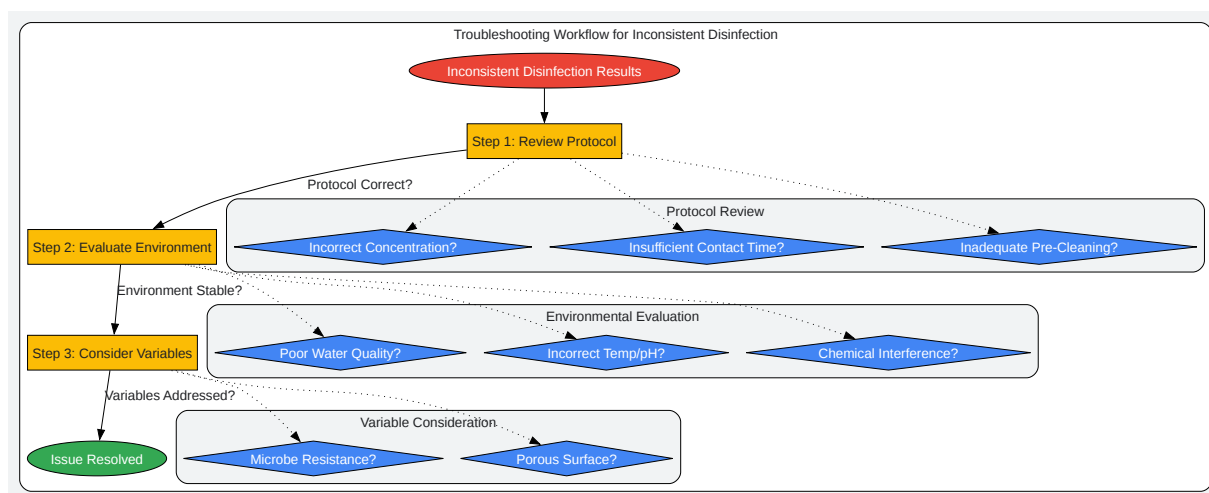 Troubleshooting Workflow for Inconsistent Disinfection
Inconsistent Disinfection Results
Step 1: Review Protocol
Protocol Correct?
Protocol Review
Step 2: Evaluate Environment
Incorrect Concentration?
Insufficient Contact Time?
Inadequate Pre-Cleaning?
Environment Stable?
Environmental Evaluation
Step 3: Consider Variables
Poor Water Quality?
Incorrect Temp/pH?
Chemical Interference?
Variables Addressed?
Variable Consideration
Issue Resolved
Microbe Resistance?
Porous Surface?